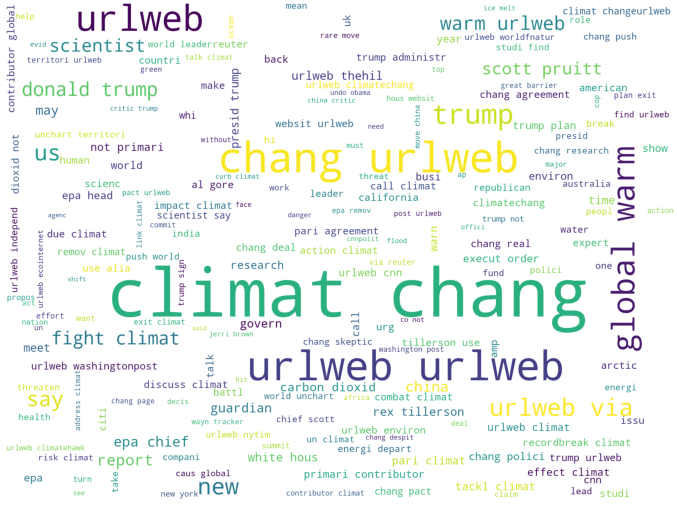 urlweb
help
evid
scientist
world leader
reuter
territori urlweb
green
talk climat
countri
contributor global
ocean
mean
uk
rare move
back
trump administr
urlweb thehil
urlweb climatechang
undo obama
china critic
hous websit
ice melt
climat change
urlweb
warm urlweb
role
year
urlweb worldfnatur
chang push
studi find
scott pruitt
american
top
great barrier
plan exit
cop
find urlweb
chang agreement
move china
donald trump
critic trump
make
may
whi
presid trump
unchart territori
us
not primari
human
world
dioxid not
without
hi
websit urlweb
need
trump
trump plan
break
presid
must
chang urlweb
busi
chang research
major
show
environ
scienc
pact urlweb
al gore
curb climat
threat
call climat
ap
republican
australia
time
epa head
work
leader
california
climatechang
peopl
action
impact climat
face
urlweb independ
agenc
commit
danger
epa remov
post urlweb
trump not
offici
water
global warm
scientist say
due climat
link climat
india
pari agreement
cnnpolit
flood
warn
chang real
expert
push world
chang deal
action climat
via reuter
execut order
remov climat
use alia
urlweb ecointernet
shift
trump sign
research
urlweb cnn
fund
polici
one
climat chang
propos
act
nation
effort
want
un
exit climat
said
jerri brown
govern
call
urg
co not
tillerson use
fight climat
chang skeptic
washington post
amp
meet
talk
urlweb urlweb
arctic
urlweb washingtonpost
threaten
discuss climat
hit
carbon dioxid
china
energi
say
address climat
chang page
decis
battl
world unchart
africa
combat climat
urlweb via
health
citi
wayn tracker
guardian
chief scott
rex tillerson
deal
urlweb climat
issu
epa chief
urlweb nytim
urlweb environ
recordbreak climat
urlweb climatehawk
summit
un climat
chang despit
risk climat
report
compani
white hous
energi depart
pari climat
chang polici
trump urlweb
epa
turn
caus global
primari contributor
effect climat
cnn
see
take
new york
new
contributor climat
chang pact
tackl climat
claim
lead
studi